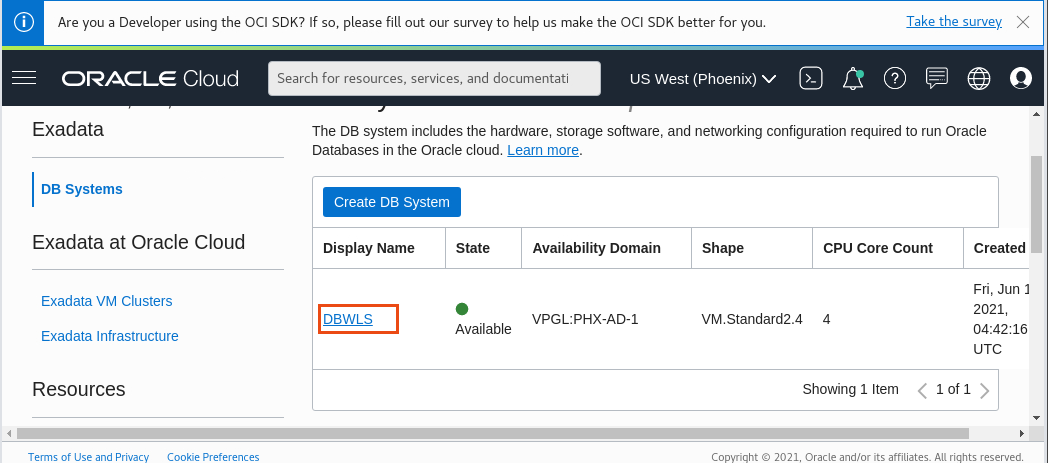 Are you a Developer using the OCI SDK? If so, please fill out our survey to help us make the OCI SDK better for you.
Take the survey
ORACLE Cloud
Search for resources, services, and documentati
US West (Phoenix)
Exadata
DB Systems
Exadata at Oracle Cloud
Exadata VM Clusters
Exadata Infrastructure
Resources
The DB system includes the hardware, storage software, and networking configuration required to run Oracle
Databases in the Oracle cloud. Learn more.
Create DB System
Display Name State Availability Domain Shape CPU Core Count Created
DBWLS Available VPGL:PHX-AD-1 VM.Standard2.4 4
Fri, Jun 1
2021,
04:42:16
UTC
Showing 1 Item 1 of 1
Terms of Use and Privacy Cookie Preferences
Copyright © 2021, Oracle and/or its affiliates. All rights reserved.